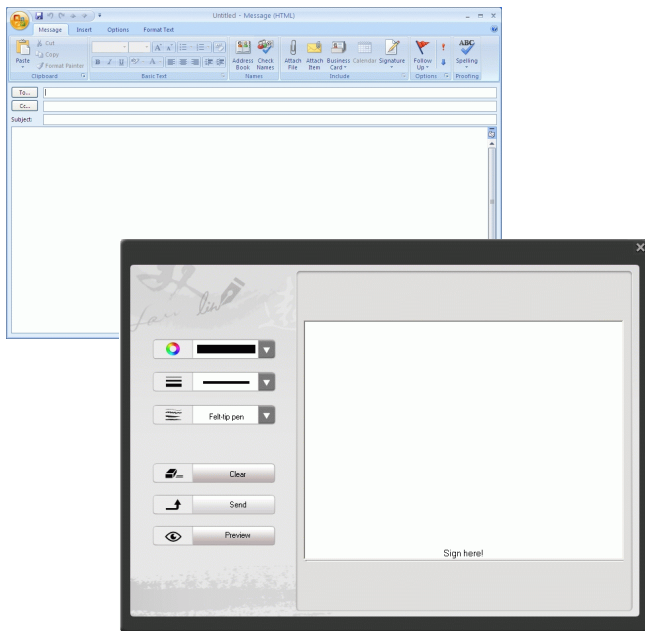 Untitled - Message (HTML)
Message Insert Options Format Text
Cut
Copy
Format Painter
Paste
Address Book
Check Names
Attach File
Attach Item
Business Card
Calendar
Signature
Follow Up
ABC
Spelling
Clipboard Basic Text Names Include Options Proofing
To...
Cc...
Subject:
Felt-tip pen
Clear
Send
Preview
Sign here!